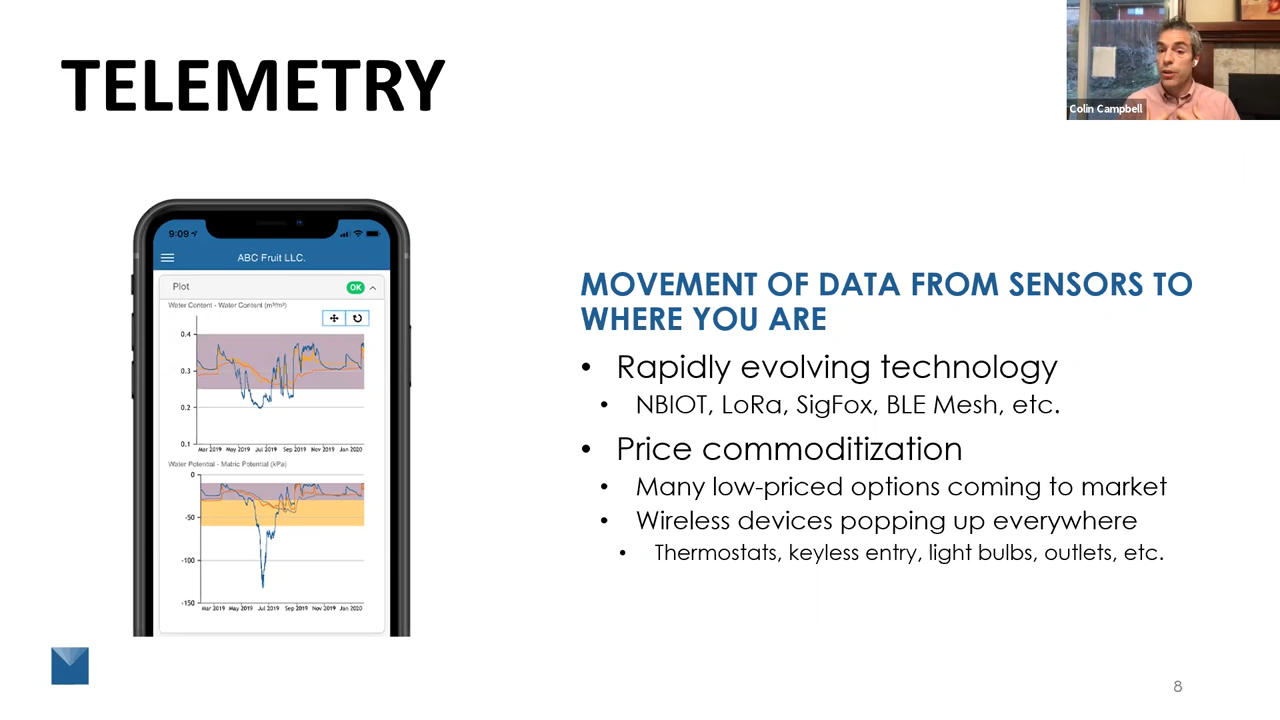 TELEMETRY
Colin Campbell
9:09
ABC Fruit LLC.
Plot
OK
Water Content - Water Content (m³/m³)
0.4
0.3
0.2
0.1
Mar 2019 May 2019 Jul 2019 Sep 2019 Nov 2019 Jan 2020
Water Potential - Matric Potential (kPa)
0
-50
-100
-150
Mar 2019 May 2019 Jul 2019 Sep 2019 Nov 2019 Jan 2020
MOVEMENT OF DATA FROM SENSORS TO
WHERE YOU ARE
• Rapidly evolving technology
• NBIOT, LoRa, SigFox, BLE Mesh, etc.
• Price commoditization
• Many low-priced options coming to market
• Wireless devices popping up everywhere
• Thermostats, keyless entry, light bulbs, outlets, etc.
8